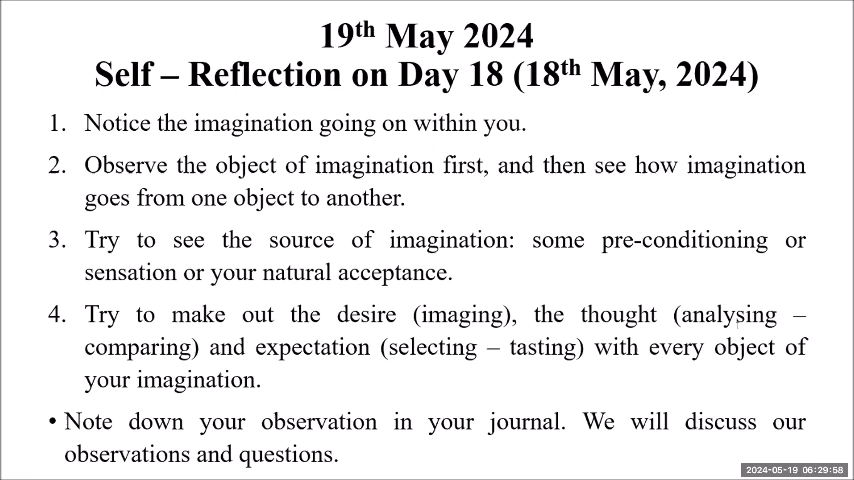 19th May 2024
Self – Reflection on Day 18 (18th May, 2024)
1. Notice the imagination going on within you.
2. Observe the object of imagination first, and then see how imagination
goes from one object to another.
3. Try to see the source of imagination: some pre-conditioning or
sensation or your natural acceptance.
4. Try to make out the desire (imaging), the thought (analysing –
comparing) and expectation (selecting – tasting) with every object of
your imagination.
• Note down your observation in your journal. We will discuss our
observations and questions.
2024-05-19 06:29:58